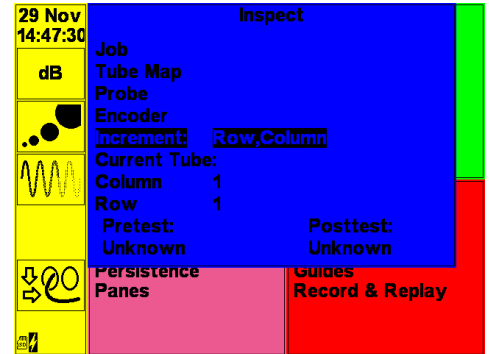 29 Nov
14:47:30
dB
Inspect
Job
Tube Map
Probe
Encoder
Increment: Row,Column
Current Tube:
Column 1
Row 1
Pretest: Posttest:
Unknown Unknown
Persistence Guides
Panes Record & Replay